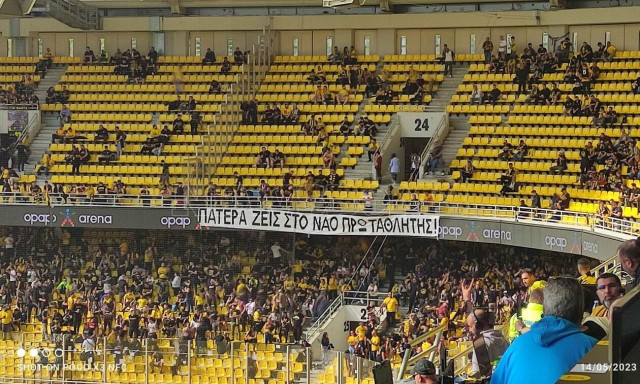 24
opap arena
opap
ΠΑΤΕΡΑ ΖΕΙΣ ΣΤΟ ΝΑΟ ΠΡΩΤΑΘΛΗΤΗΣ!
opap arena
opap
24
SHOT ON POCO X3 NFC
14/05/2023